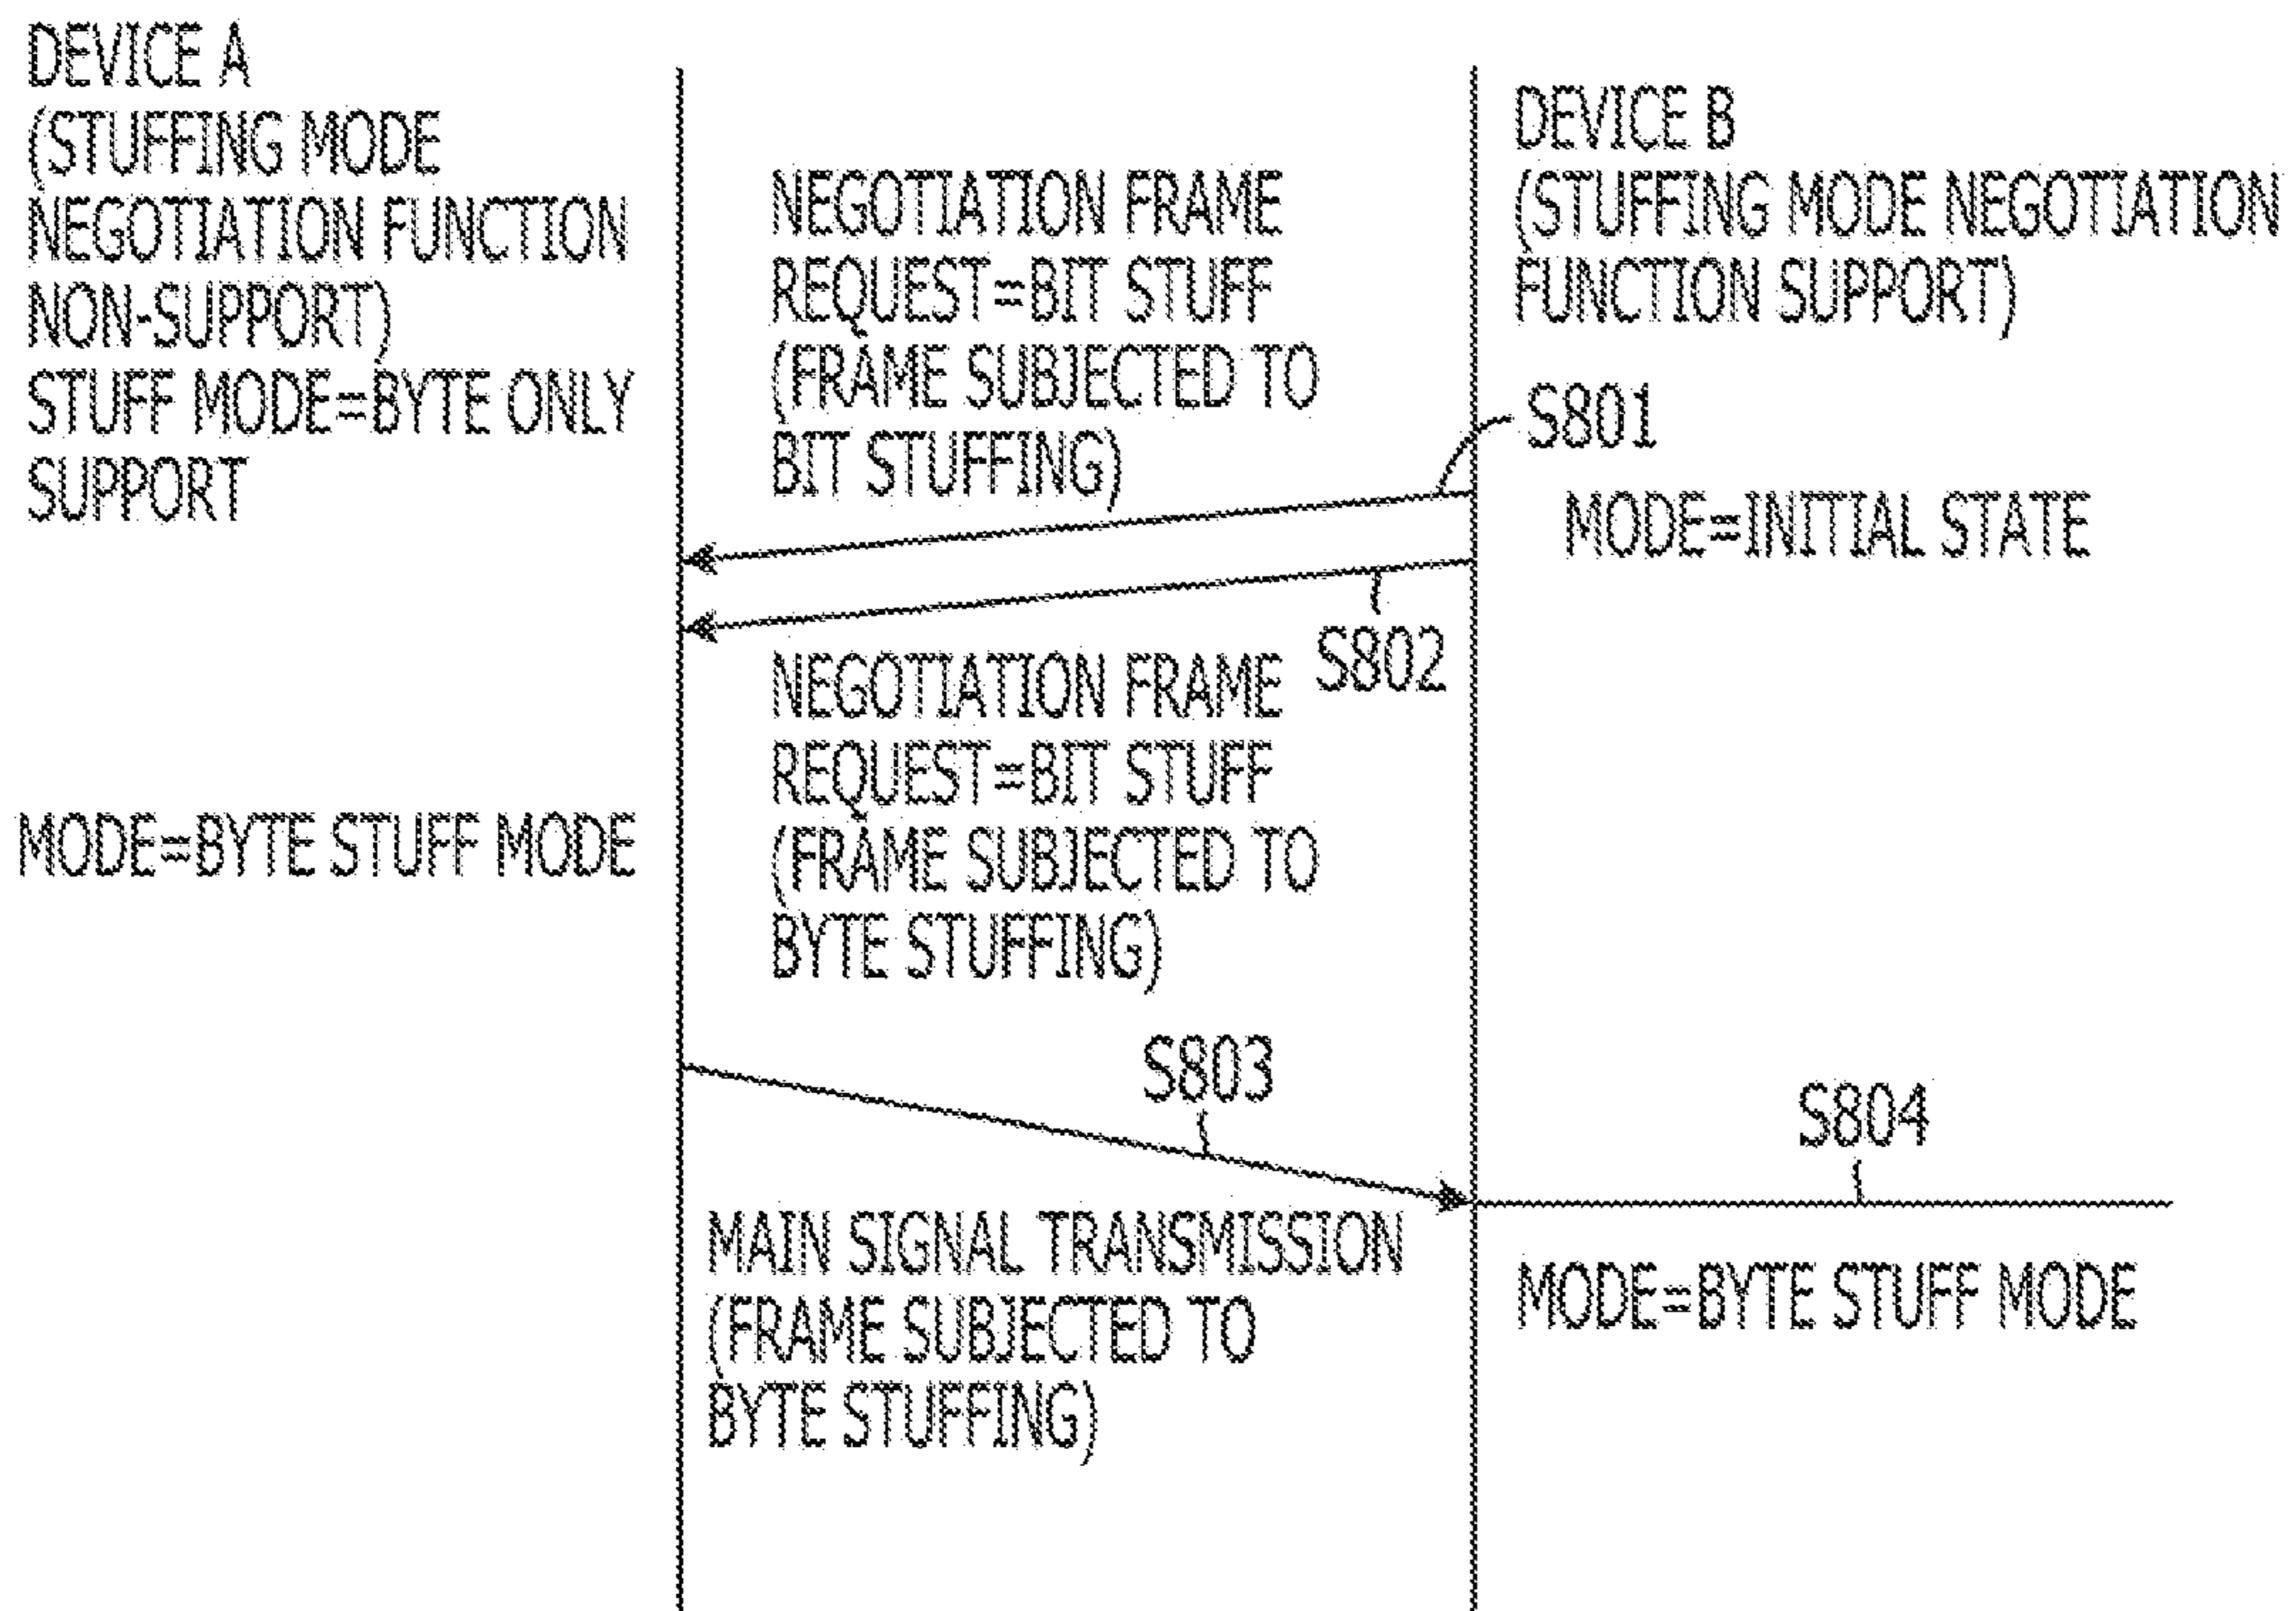 DEVICE A
(STUFFING MODE
NEGOTIATION FUNCTION
NON-SUPPORT)
STUFF MODE=BYTE ONLY
SUPPORT
NEGOTIATION FRAME
REQUEST=BIT STUFF
(FRAME SUBJECTED TO
BIT STUFFING)
DEVICE B
(STUFFING MODE NEGOTIATION
FUNCTION SUPPORT)
S801
MODE=INITIAL STATE
S802
NEGOTIATION FRAME
REQUEST=BIT STUFF
(FRAME SUBJECTED TO
BYTE STUFFING)
MODE=BYTE STUFF MODE
S803
MAIN SIGNAL TRANSMISSION
(FRAME SUBJECTED TO
BYTE STUFFING)
S804
MODE=BYTE STUFF MODE